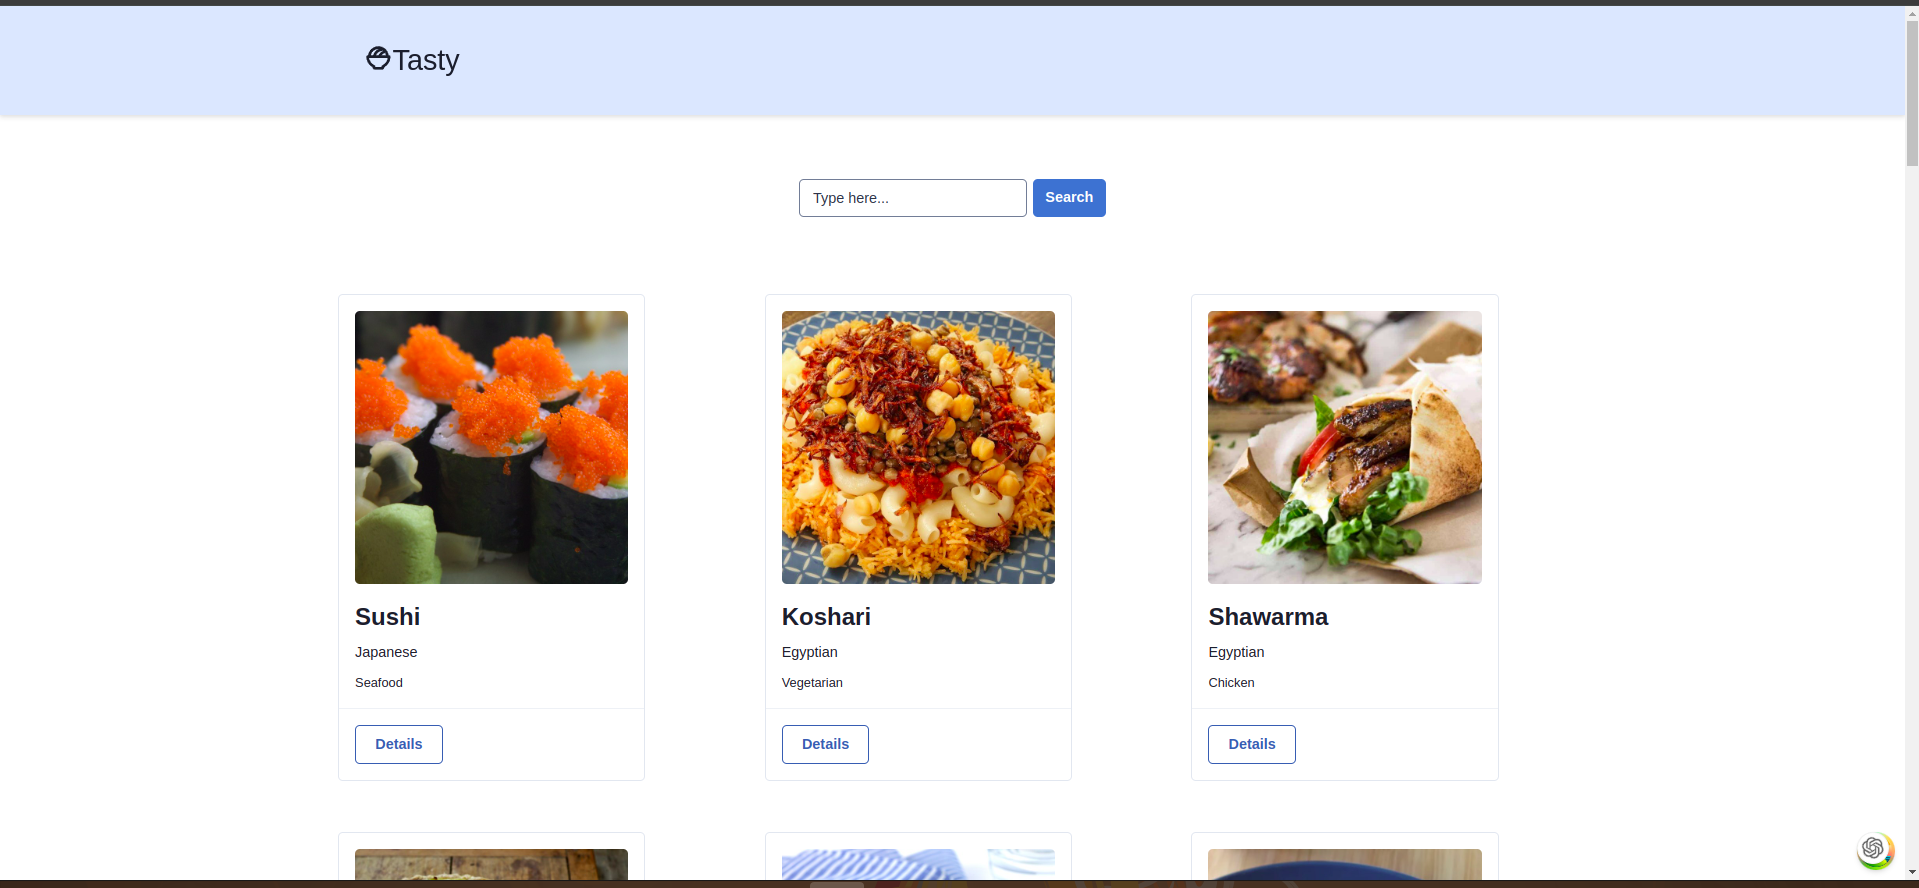 Tasty
Type here...
Search
Sushi
Japanese
Seafood
Details
Koshari
Egyptian
Vegetarian
Details
Shawarma
Egyptian
Chicken
Details